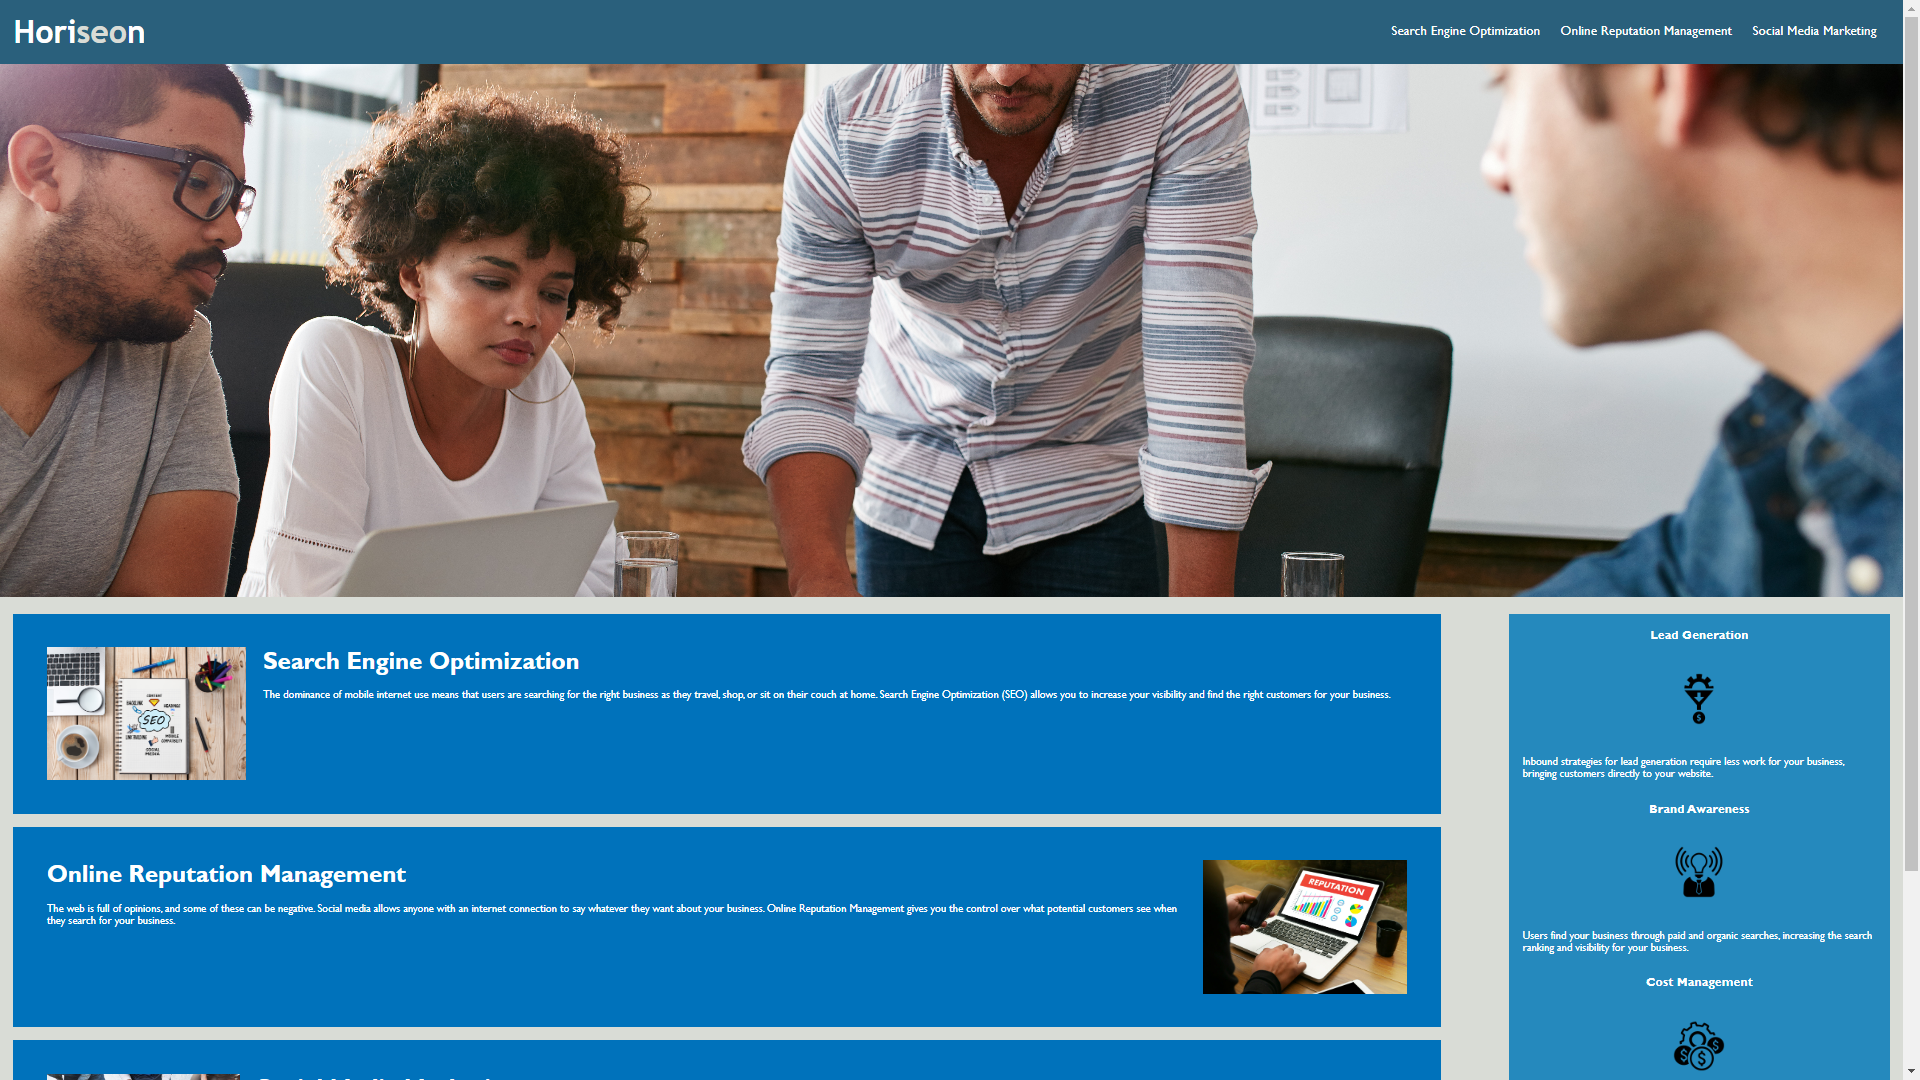 Horiseon
Search Engine Optimization
Online Reputation Management
Social Media Marketing
Search Engine Optimization
The dominance of mobile internet use means that users are searching for the right business as they travel, shop, or sit on their couch at home. Search Engine Optimization (SEO) allows you to increase your visibility and find the right customers for your business.
SEO
Online Reputation Management
The web is full of opinions, and some of these can be negative. Social media allows anyone with an internet connection to say whatever they want about your business. Online Reputation Management gives you the control over what potential customers see when
they search for your business.
REPUTATION
Lead Generation
Inbound strategies for lead generation require less work for your business,
bringing customers directly to your website.
Brand Awareness
Users find your business through paid and organic searches, increasing the search
ranking and visibility for your business.
Cost Management